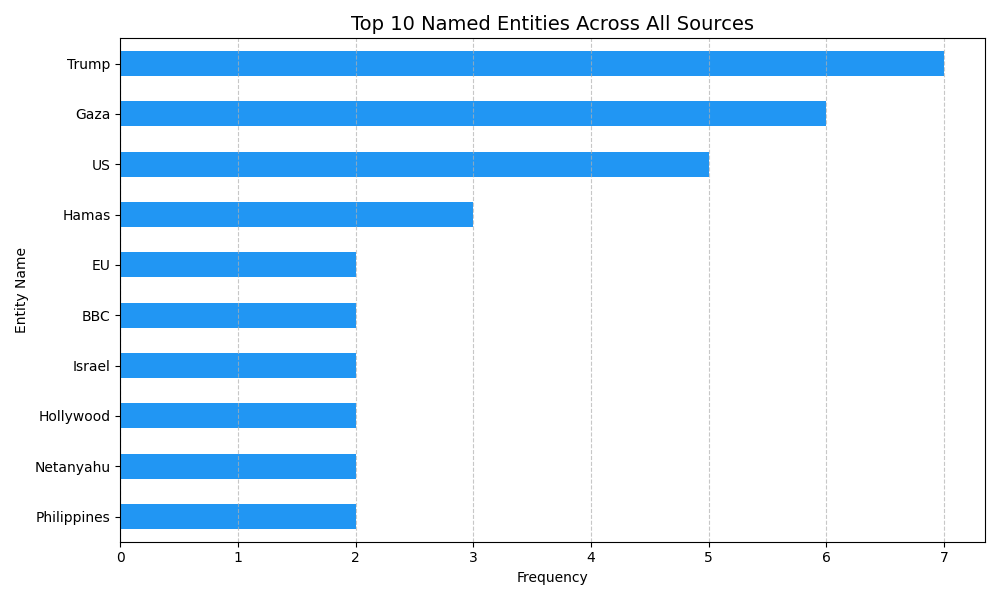 Top 10 Named Entities Across All Sources
Entity Name
Trump
Gaza
US
Hamas
EU
BBC
Israel
Hollywood
Netanyahu
Philippines
0 1 2 3 4 5 6 7
Frequency